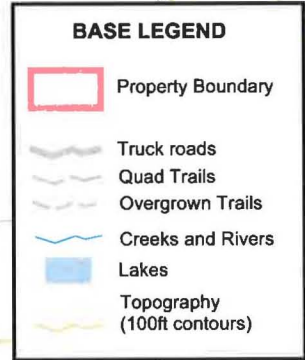 BASE LEGEND
Property Boundary
Truck roads
Quad Trails
Overgrown Trails
Creeks and Rivers
Lakes
Topography
(100ft contours)